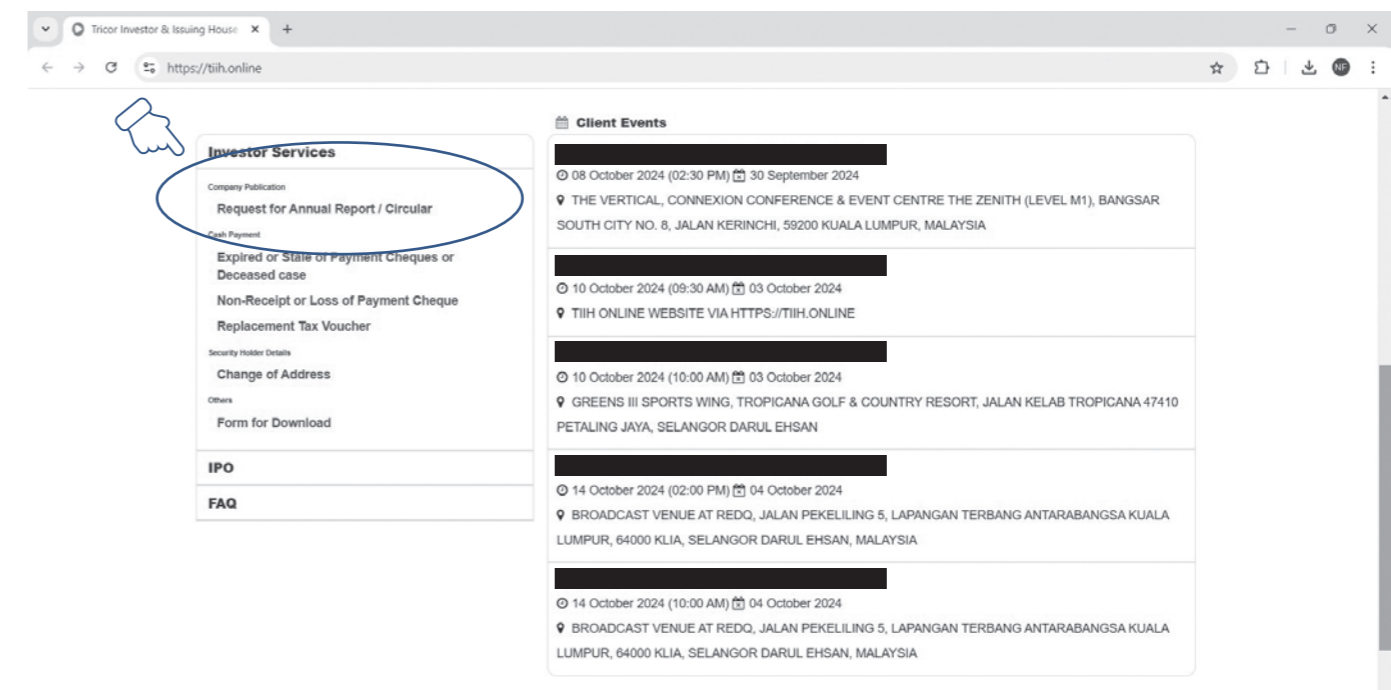 Tricor Investor & Issuing House
https://tiih.online
NF
Investor Services
Company Publication
Request for Annual Report / Circular
Cash Payment
Expired or Stale of Payment Cheques or
Deceased case
Non-Receipt or Loss of Payment Cheque
Replacement Tax Voucher
Security Holder Details
Change of Address
Others
Form for Download
IPO
FAQ
Client Events
08 October 2024 (02:30 PM) 30 September 2024
THE VERTICAL, CONNEXION CONFERENCE & EVENT CENTRE THE ZENITH (LEVEL M1), BANGSAR
SOUTH CITY NO. 8, JALAN KERINCHI, 59200 KUALA LUMPUR, MALAYSIA
10 October 2024 (09:30 AM) 03 October 2024
TIIH ONLINE WEBSITE VIA HTTPS://TIIH.ONLINE
10 October 2024 (10:00 AM) 03 October 2024
GREENS III SPORTS WING, TROPICANA GOLF & COUNTRY RESORT, JALAN KELAB TROPICANA 47410
PETALING JAYA, SELANGOR DARUL EHSAN
14 October 2024 (02:00 PM) 04 October 2024
BROADCAST VENUE AT REDQ, JALAN PEKELILING 5, LAPANGAN TERBANG ANTARABANGSA KUALA
LUMPUR, 64000 KLIA, SELANGOR DARUL EHSAN, MALAYSIA
14 October 2024 (10:00 AM) 04 October 2024
BROADCAST VENUE AT REDQ, JALAN PEKELILING 5, LAPANGAN TERBANG ANTARABANGSA KUALA
LUMPUR, 64000 KLIA, SELANGOR DARUL EHSAN, MALAYSIA